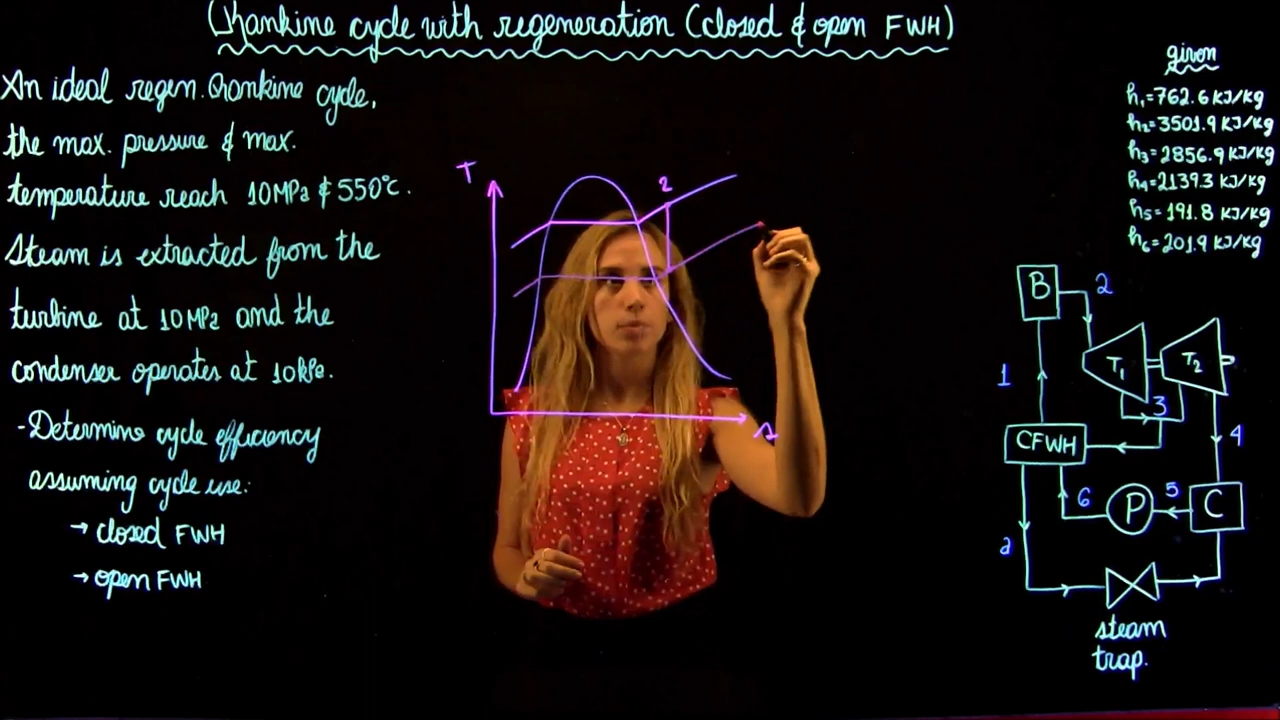 Rankine cycle with regeneration (closed & open FWH)
An ideal regen. Rankine cycle,
the max. pressure & max.
temperature reach 10MPa & 550°C.
Steam is extracted from the
turbine at 10MPa and the
condenser operates at 10kPa.
-Determine cycle efficiency
assuming cycle use:
→ closed FWH
→ open FWH
T
2
s
given
h₁=762.6 KJ/Kg
h₂=3501.9 KJ/Kg
h₃=2856.9 KJ/Kg
h₄=2139.3 KJ/Kg
h₅=191.8 KJ/Kg
h₆=201.9 KJ/Kg
B
2
T₁
T₂
1
3
CFWH
4
6
P
5
C
a
steam
trap.